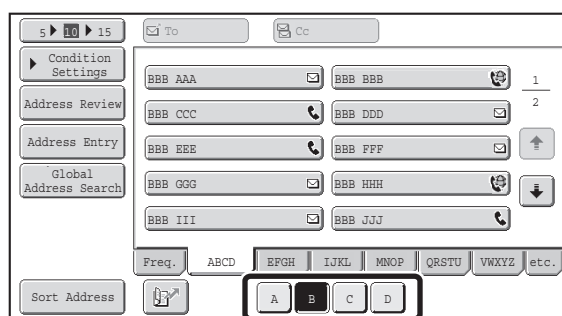 5 10 15
To Cc
Condition
Settings
Address Review
Address Entry
Global
Address Search
BBB AAA BBB BBB
BBB CCC BBB DDD
BBB EEE BBB FFF
BBB GGG BBB HHH
BBB III BBB JJJ
1
2
Freq. ABCD EFGH IJKL MNOP QRSTU VWXYZ etc.
Sort Address
A B C D